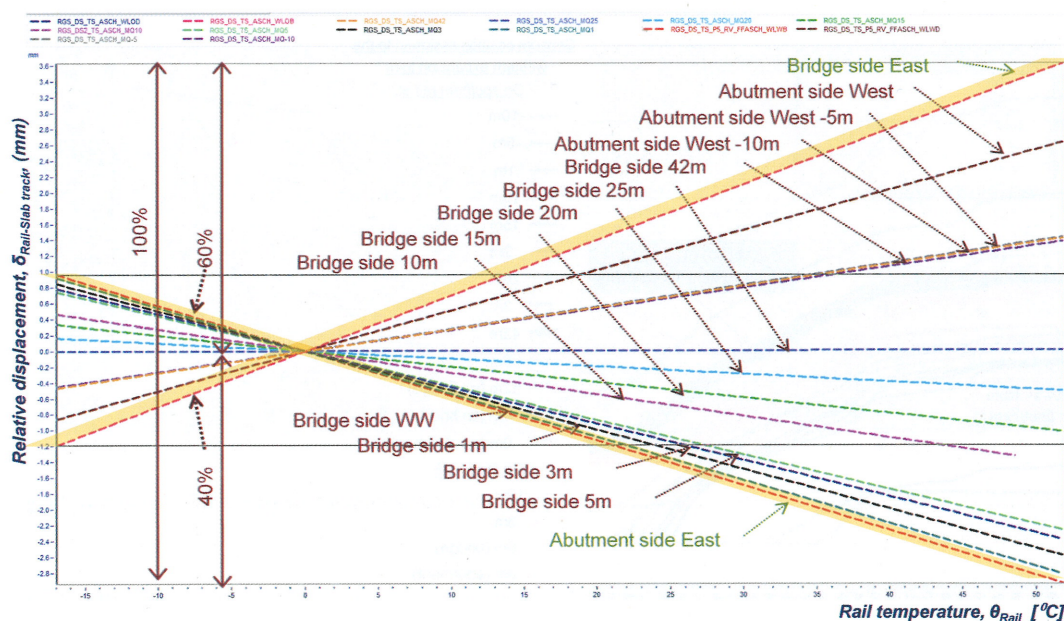 RGS_DS_TS_ASCH_WLOD
RGS_DS_TS_ASCH_WLOB
RGS_DS_TS_ASCH_MQ42
RGS_DS_TS_ASCH_MQ25
RGS_DS_TS_ASCH_MQ20
RGS_DS_TS_ASCH_MQ15
RGS_DS2_TS_ASCH_MQ10
RGS_DS_TS_ASCH_MQ5
RGS_DS_TS_ASCH_MQ3
RGS_DS_TS_ASCH_MQ1
RGS_DS_TS_P5_RV_FFASCH_WLWB
RGS_DS_TS_P5_RV_FFASCH_WLWD
RGS_DS_TS_ASCH_MQ-5
RGS_DS_TS_ASCH_MQ-10
mm
Relative displacement, δRail-Slab track, (mm)
3.6
3.4
3.2
3.0
2.8
2.6
2.4
2.2
2.0
1.8
1.6
1.4
1.2
1.0
0.8
0.6
0.4
0.2
0.0
-0.2
-0.4
-0.6
-0.8
-1.0
-1.2
-1.4
-1.6
-1.8
-2.0
-2.2
-2.4
-2.6
-2.8
100%
60%
40%
Bridge side East
Abutment side West
Abutment side West -5m
Abutment side West -10m
Bridge side 42m
Bridge side 25m
Bridge side 20m
Bridge side 15m
Bridge side 10m
Bridge side WW
Bridge side 1m
Bridge side 3m
Bridge side 5m
Abutment side East
-15
-10
-5
0
5
10
15
20
25
30
35
40
45
50
Rail temperature, θRail [⁰C]